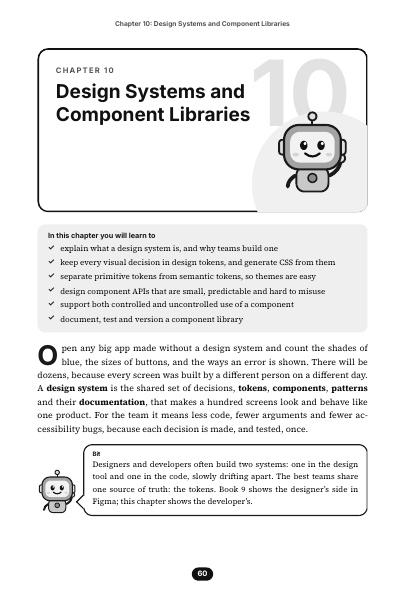 Chapter 10: Design Systems and Component Libraries
CHAPTER 10
10
Design Systems and
Component Libraries
In this chapter you will learn to
✓ explain what a design system is, and why teams build one
✓ keep every visual decision in design tokens, and generate CSS from them
✓ separate primitive tokens from semantic tokens, so themes are easy
✓ design component APIs that are small, predictable and hard to misuse
✓ support both controlled and uncontrolled use of a component
✓ document, test and version a component library
Open any big app made without a design system and count the shades of
blue, the sizes of buttons, and the ways an error is shown. There will be
dozens, because every screen was built by a different person on a different day.
A design system is the shared set of decisions, tokens, components, patterns
and their documentation, that makes a hundred screens look and behave like
one product. For the team it means less code, fewer arguments and fewer ac-
cessibility bugs, because each decision is made, and tested, once.
Bit
Designers and developers often build two systems: one in the design
tool and one in the code, slowly drifting apart. The best teams share
one source of truth: the tokens. Book 9 shows the designer's side in
Figma; this chapter shows the developer's.
60